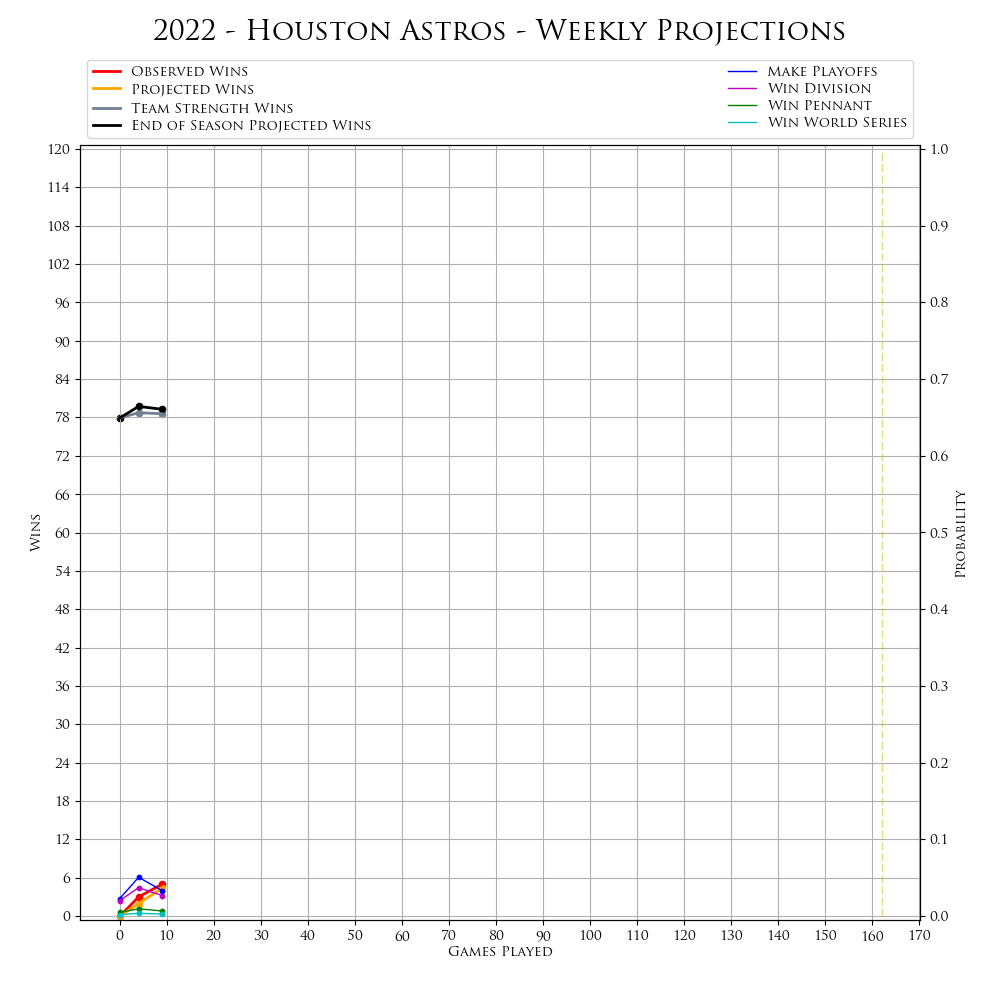 2022 - Houston Astros - Weekly Projections
Observed Wins
Projected Wins
Team Strength Wins
End of Season Projected Wins
Make Playoffs
Win Division
Win Pennant
Win World Series
120
114
108
102
96
90
84
78
72
66
60
54
48
42
36
30
24
18
12
6
0
Wins
1.0
0.9
0.8
0.7
0.6
0.5
0.4
0.3
0.2
0.1
0.0
Probability
0 10 20 30 40 50 60 70 80 90 100 110 120 130 140 150 160 170
Games Played